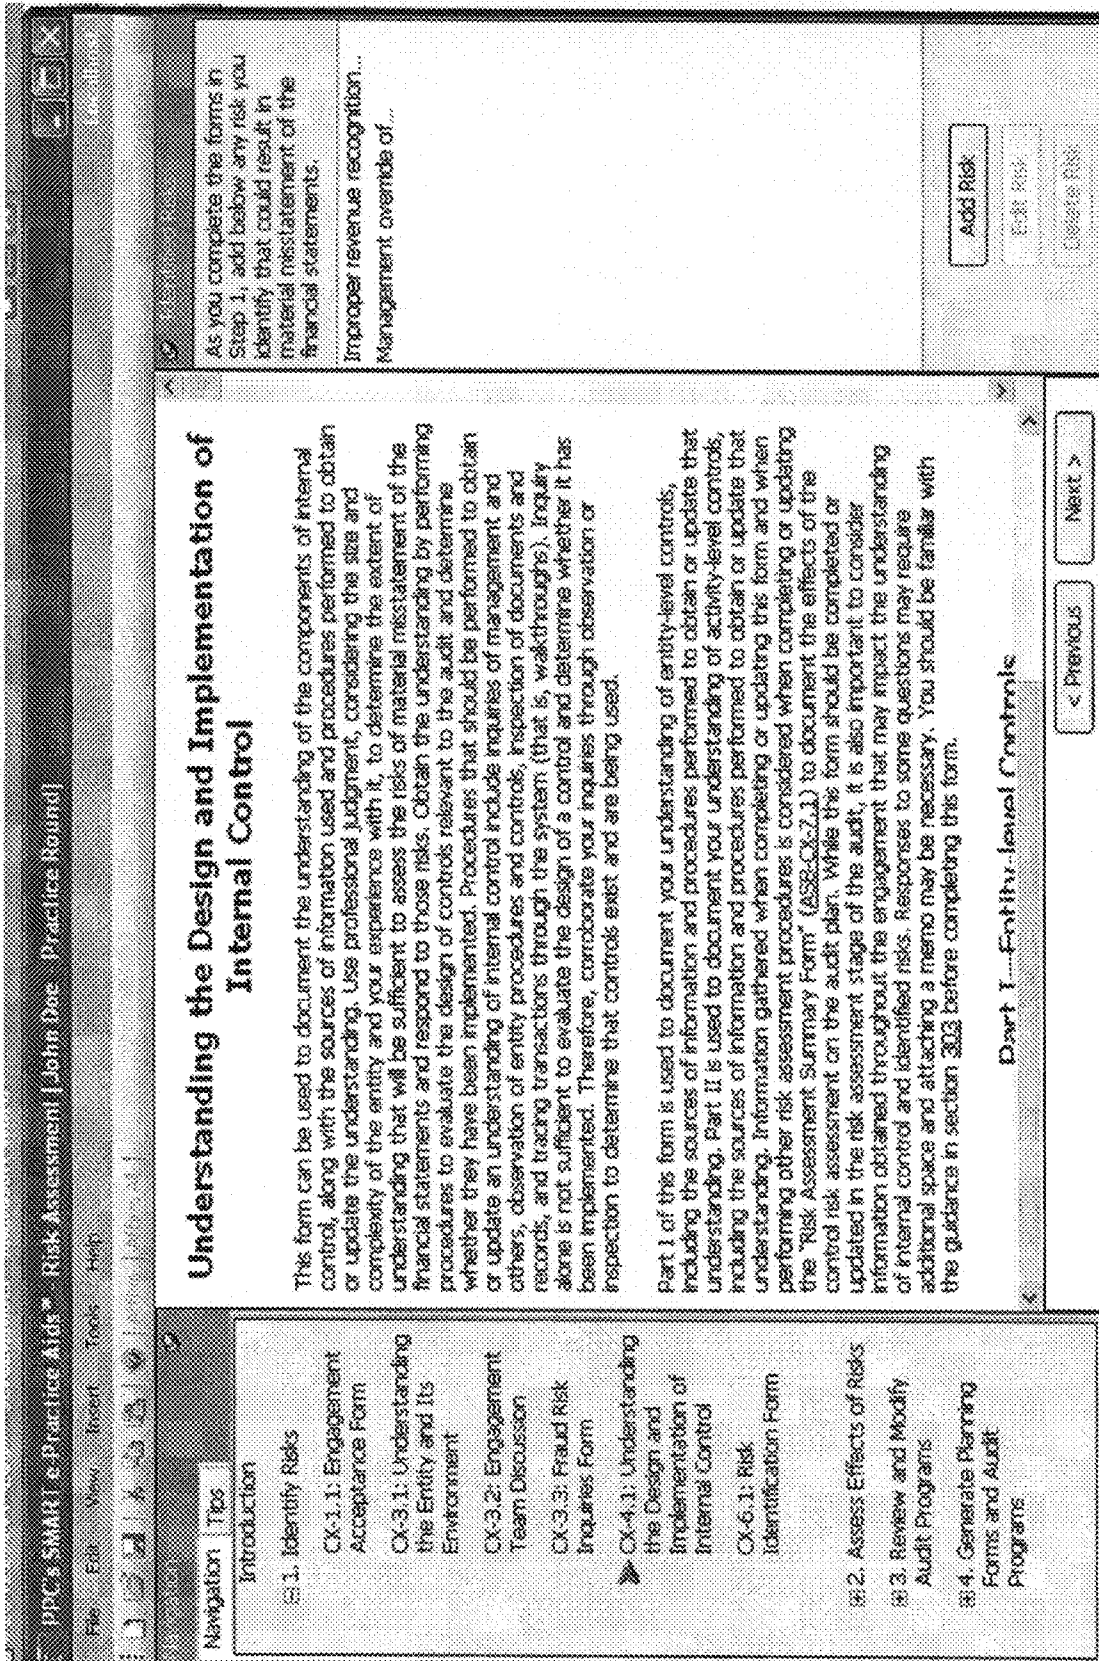 PPC's SMART e-Practice Aids™ Risk Assessment [John Doe Practice Round]
File Edit View Insert Tools Help
Navigation Tips
Introduction
1. Identify Risks
CX-1.1: Engagement
Acceptance Form
CX-3.1: Understanding
the Entity and Its
Environment
CX-3.2: Engagement
Team Discussion
CX-3.3: Fraud Risk
Inquiries Form
CX-4.1: Understanding
the Design and
Implementation of
Internal Control
CX-6.1: Risk
Identification Form
2. Assess Effects of Risks
3. Review and Modify
Audit Programs
4. Generate Planning
Forms and Audit
Programs
Understanding the Design and Implementation of
Internal Control
This form can be used to document the understanding of the components of internal
control, along with the sources of information used and procedures performed to obtain
or update the understanding. Use professional judgment, considering the size and
complexity of the entity and your experience with it, to determine the extent of
understanding that will be sufficient to assess the risks of material misstatement of the
financial statements and respond to those risks. Obtain the understanding by performing
procedures to evaluate the design of controls relevant to the audit and determine
whether they have been implemented. Procedures that should be performed to obtain
or update an understanding of internal control include inquiries of management and
others, observation of entity procedures and controls, inspection of documents and
records, and tracing transactions through the system (that is, walkthroughs). Inquiry
alone is not sufficient to evaluate the design of a control and determine whether it has
been implemented. Therefore, corroborate your inquiries through observation or
inspection to determine that controls exist and are being used.
Part I of this form is used to document your understanding of entity-level controls,
including the sources of information and procedures performed to obtain or update that
understanding. Part II is used to document your understanding of activity-level controls,
including the sources of information and procedures performed to obtain or update that
understanding. Information gathered when completing or updating this form and when
performing other risk assessment procedures is considered when completing or updating
the "Risk Assessment Summary Form" (ASB-CX-7.1) to document the effects of the
control risk assessment on the audit plan. While this form should be completed or
updated in the risk assessment stage of the audit, it is also important to consider
information obtained throughout the engagement that may impact the understanding
of internal control and identified risks. Responses to some questions may require
additional space and attaching a memo may be necessary. You should be familiar with
the guidance in section 303 before completing this form.
Part I—Entity-level Controls
< Previous
Next >
As you complete the forms in
Step 1, add below any risk you
identify that could result in
material misstatement of the
financial statements.
Improper revenue recognition...
Management override of...
Add Risk
Edit Risk
Delete Risk